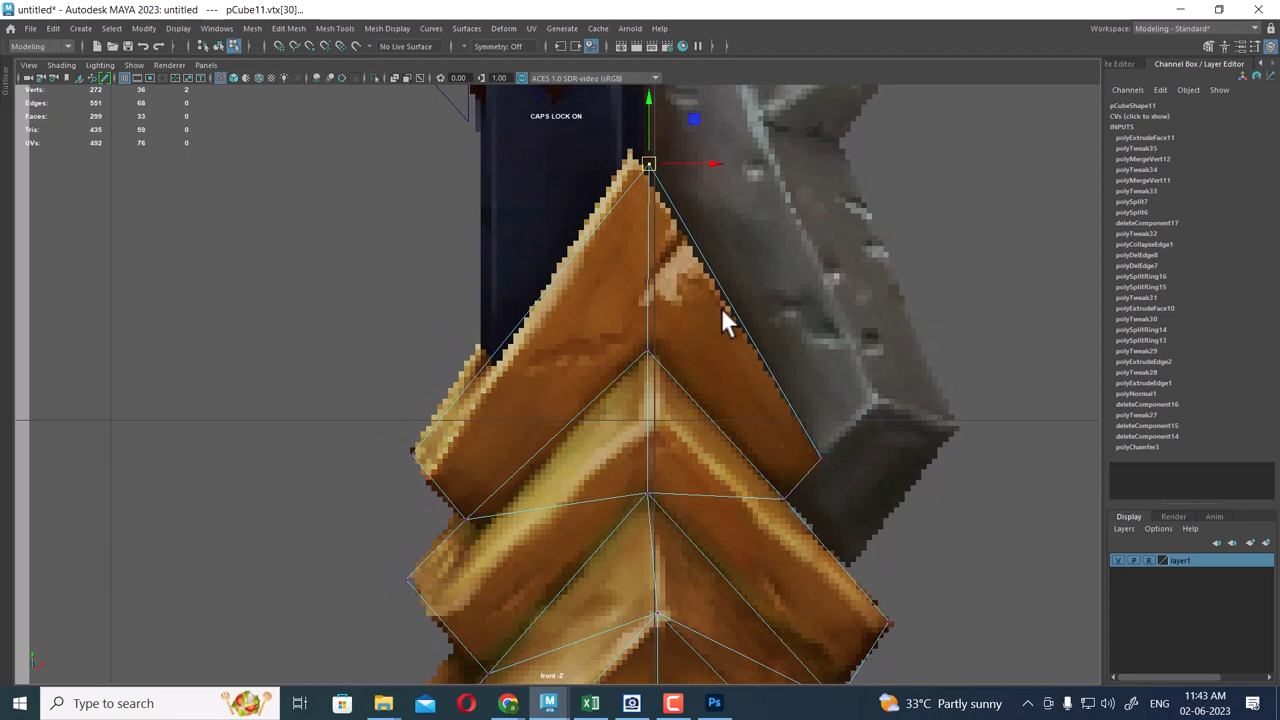 untitled* - Autodesk MAYA 2023: untitled --- pCube11.vtx[30]...
File Edit Create Select Modify Display Windows Mesh Edit Mesh Mesh Tools Mesh Display Curves Surfaces Deform UV Generate Cache Arnold Help
Workspace: Modeling - Standard*
Modeling No Live Surface Symmetry: Off
View Shading Lighting Show Renderer Panels
te Editor Channel Box / Layer Editor
0.00 1.00 ACES 1.0 SDR-video (sRGB)
Outliner
Verts: 272 36 2
Edges: 551 68 0
Faces: 299 33 0
Tris: 435 59 0
UVs: 492 76 0
CAPS LOCK ON
front -Z
Channels Edit Object Show
pCubeShape11
CVs (click to show)
INPUTS
polyExtrudeFace11
polyTweak35
polyMergeVert12
polyTweak34
polyMergeVert11
polyTweak33
polySplit7
polySplit6
deleteComponent17
polyTweak32
polyCollapseEdge1
polyDelEdge8
polyDelEdge7
polySplitRing16
polySplitRing15
polyTweak31
polyExtrudeFace10
polyTweak30
polySplitRing14
polySplitRing13
polyTweak29
polyExtrudeEdge2
polyTweak28
polyExtrudeEdge1
polyNormal1
deleteComponent16
polyTweak27
deleteComponent15
deleteComponent14
polyChamfer3
Display Render Anim
Layers Options Help
V P R layer1
Type here to search
33°C Partly sunny
ENG
11:43 AM
02-06-2023